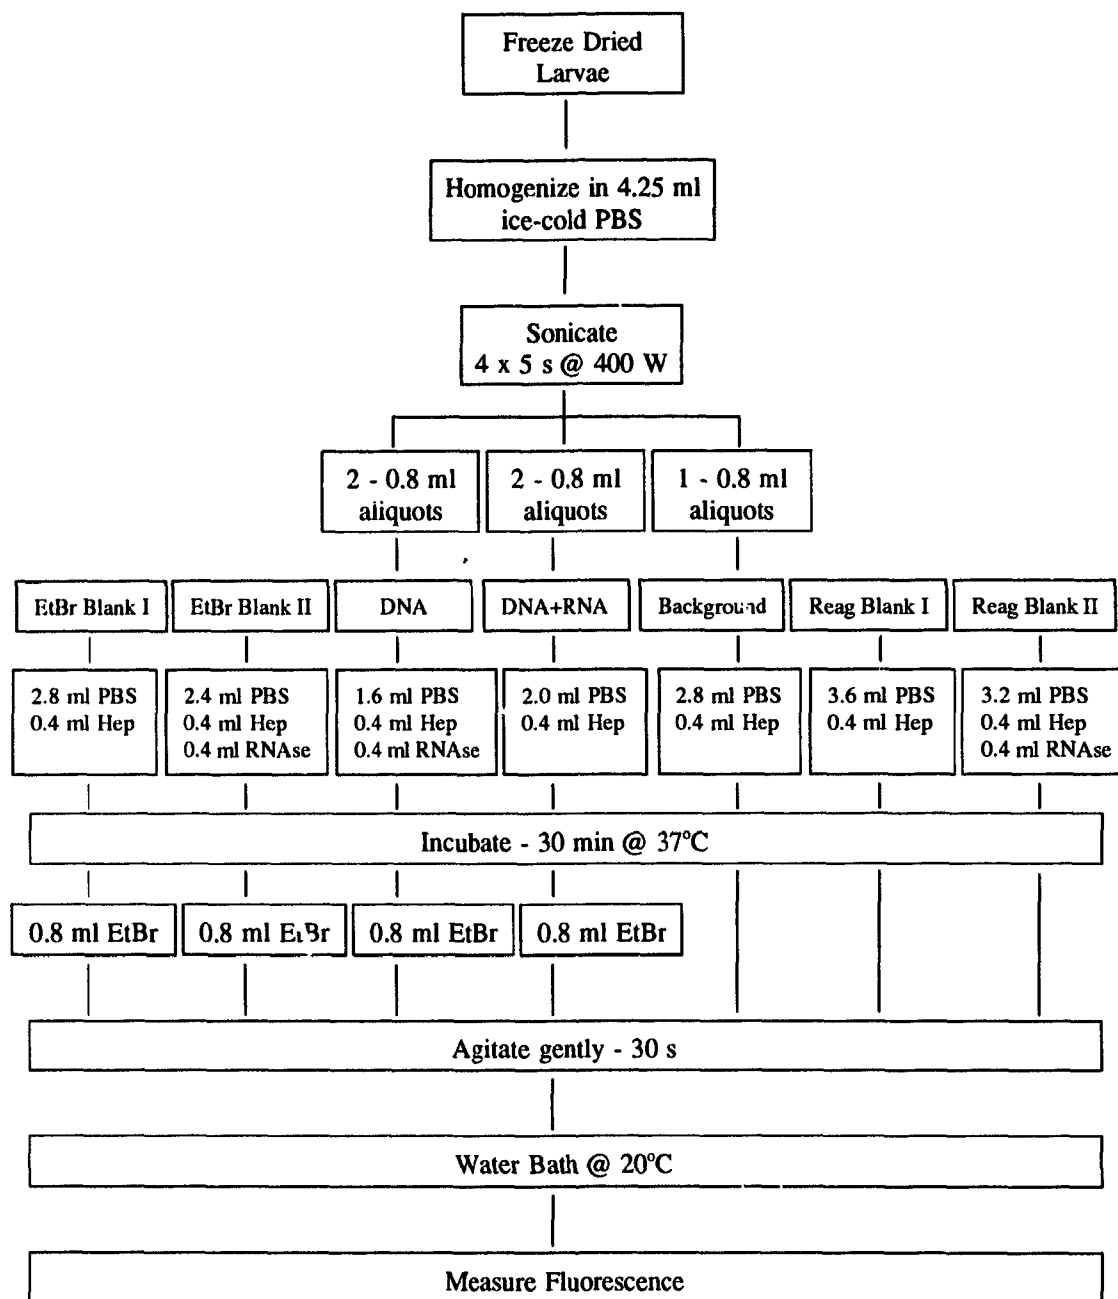 Freeze Dried
Larvae
Homogenize in 4.25 ml
ice-cold PBS
Sonicate
4 x 5 s @ 400 W
2 - 0.8 ml
aliquots
2 - 0.8 ml
aliquots
1 - 0.8 ml
aliquots
EtBr Blank I
EtBr Blank II
DNA
DNA+RNA
Background
Reag Blank I
Reag Blank II
2.8 ml PBS
0.4 ml Hep
2.4 ml PBS
0.4 ml Hep
0.4 ml RNAse
1.6 ml PBS
0.4 ml Hep
0.4 ml RNAse
2.0 ml PBS
0.4 ml Hep
2.8 ml PBS
0.4 ml Hep
3.6 ml PBS
0.4 ml Hep
3.2 ml PBS
0.4 ml Hep
0.4 ml RNAse
Incubate - 30 min @ 37°C
0.8 ml EtBr
0.8 ml EtBr
0.8 ml EtBr
0.8 ml EtBr
Agitate gently - 30 s
Water Bath @ 20°C
Measure Fluorescence